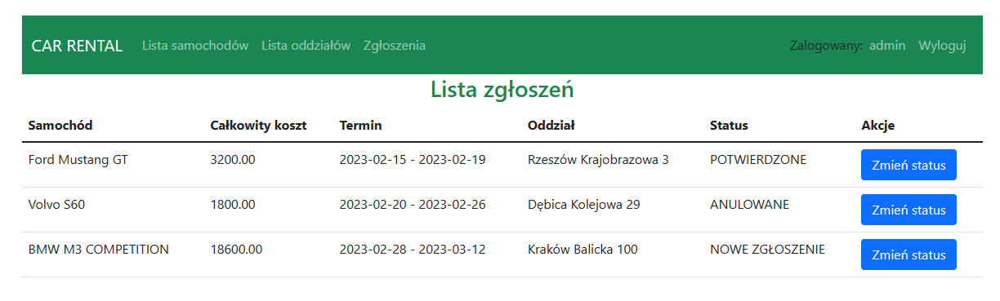 CAR RENTAL Lista samochodów Lista oddziałów Zgłoszenia Zalogowany: admin Wyloguj
Lista zgłoszeń
Samochód Całkowity koszt Termin Oddział Status Akcje
Ford Mustang GT 3200.00 2023-02-15 - 2023-02-19 Rzeszów Krajobrazowa 3 POTWIERDZONE Zmień status
Volvo S60 1800.00 2023-02-20 - 2023-02-26 Dębica Kolejowa 29 ANULOWANE Zmień status
BMW M3 COMPETITION 18600.00 2023-02-28 - 2023-03-12 Kraków Balicka 100 NOWE ZGŁOSZENIE Zmień status